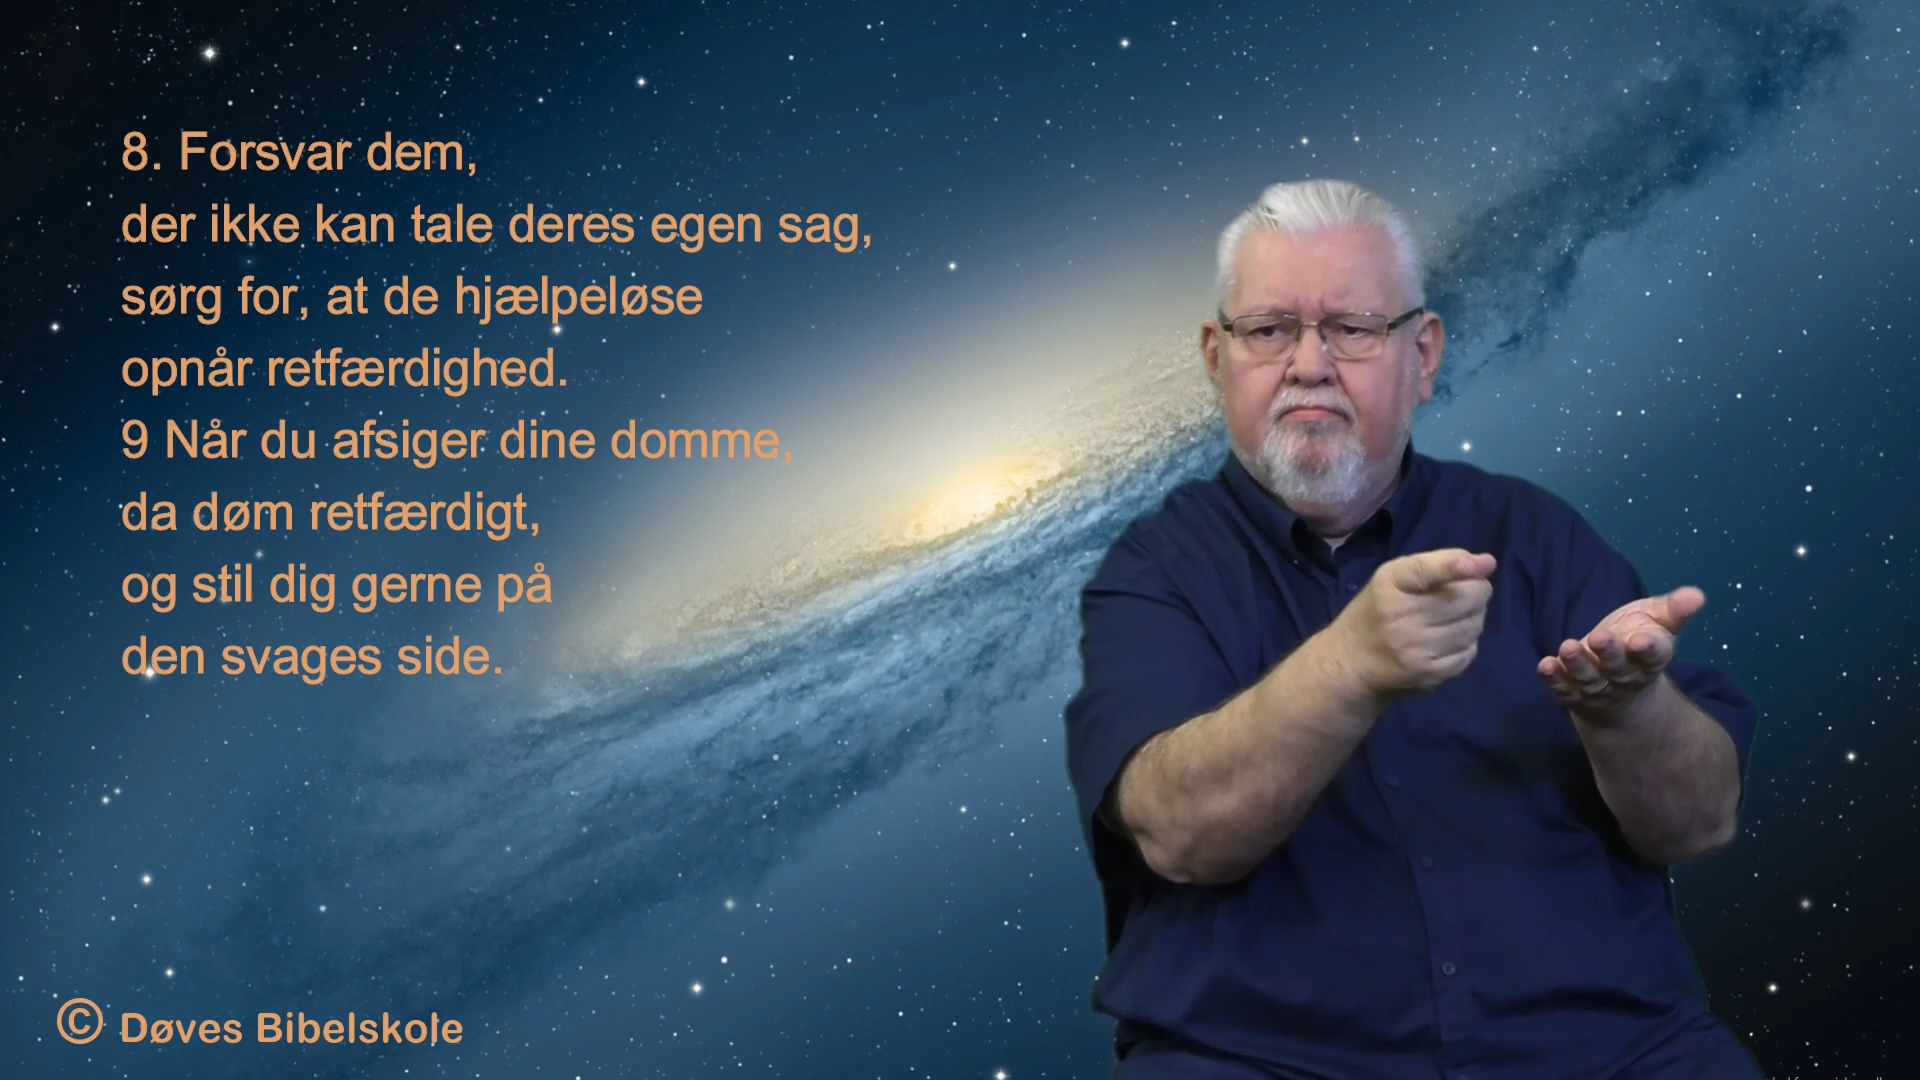 8. Forsvar dem,
der ikke kan tale deres egen sag,
sørg for, at de hjælpeløse
opnår retfærdighed.
9 Når du afsiger dine domme,
da døm retfærdigt,
og stil dig gerne på
den svages side.
© Døves Bibelskole